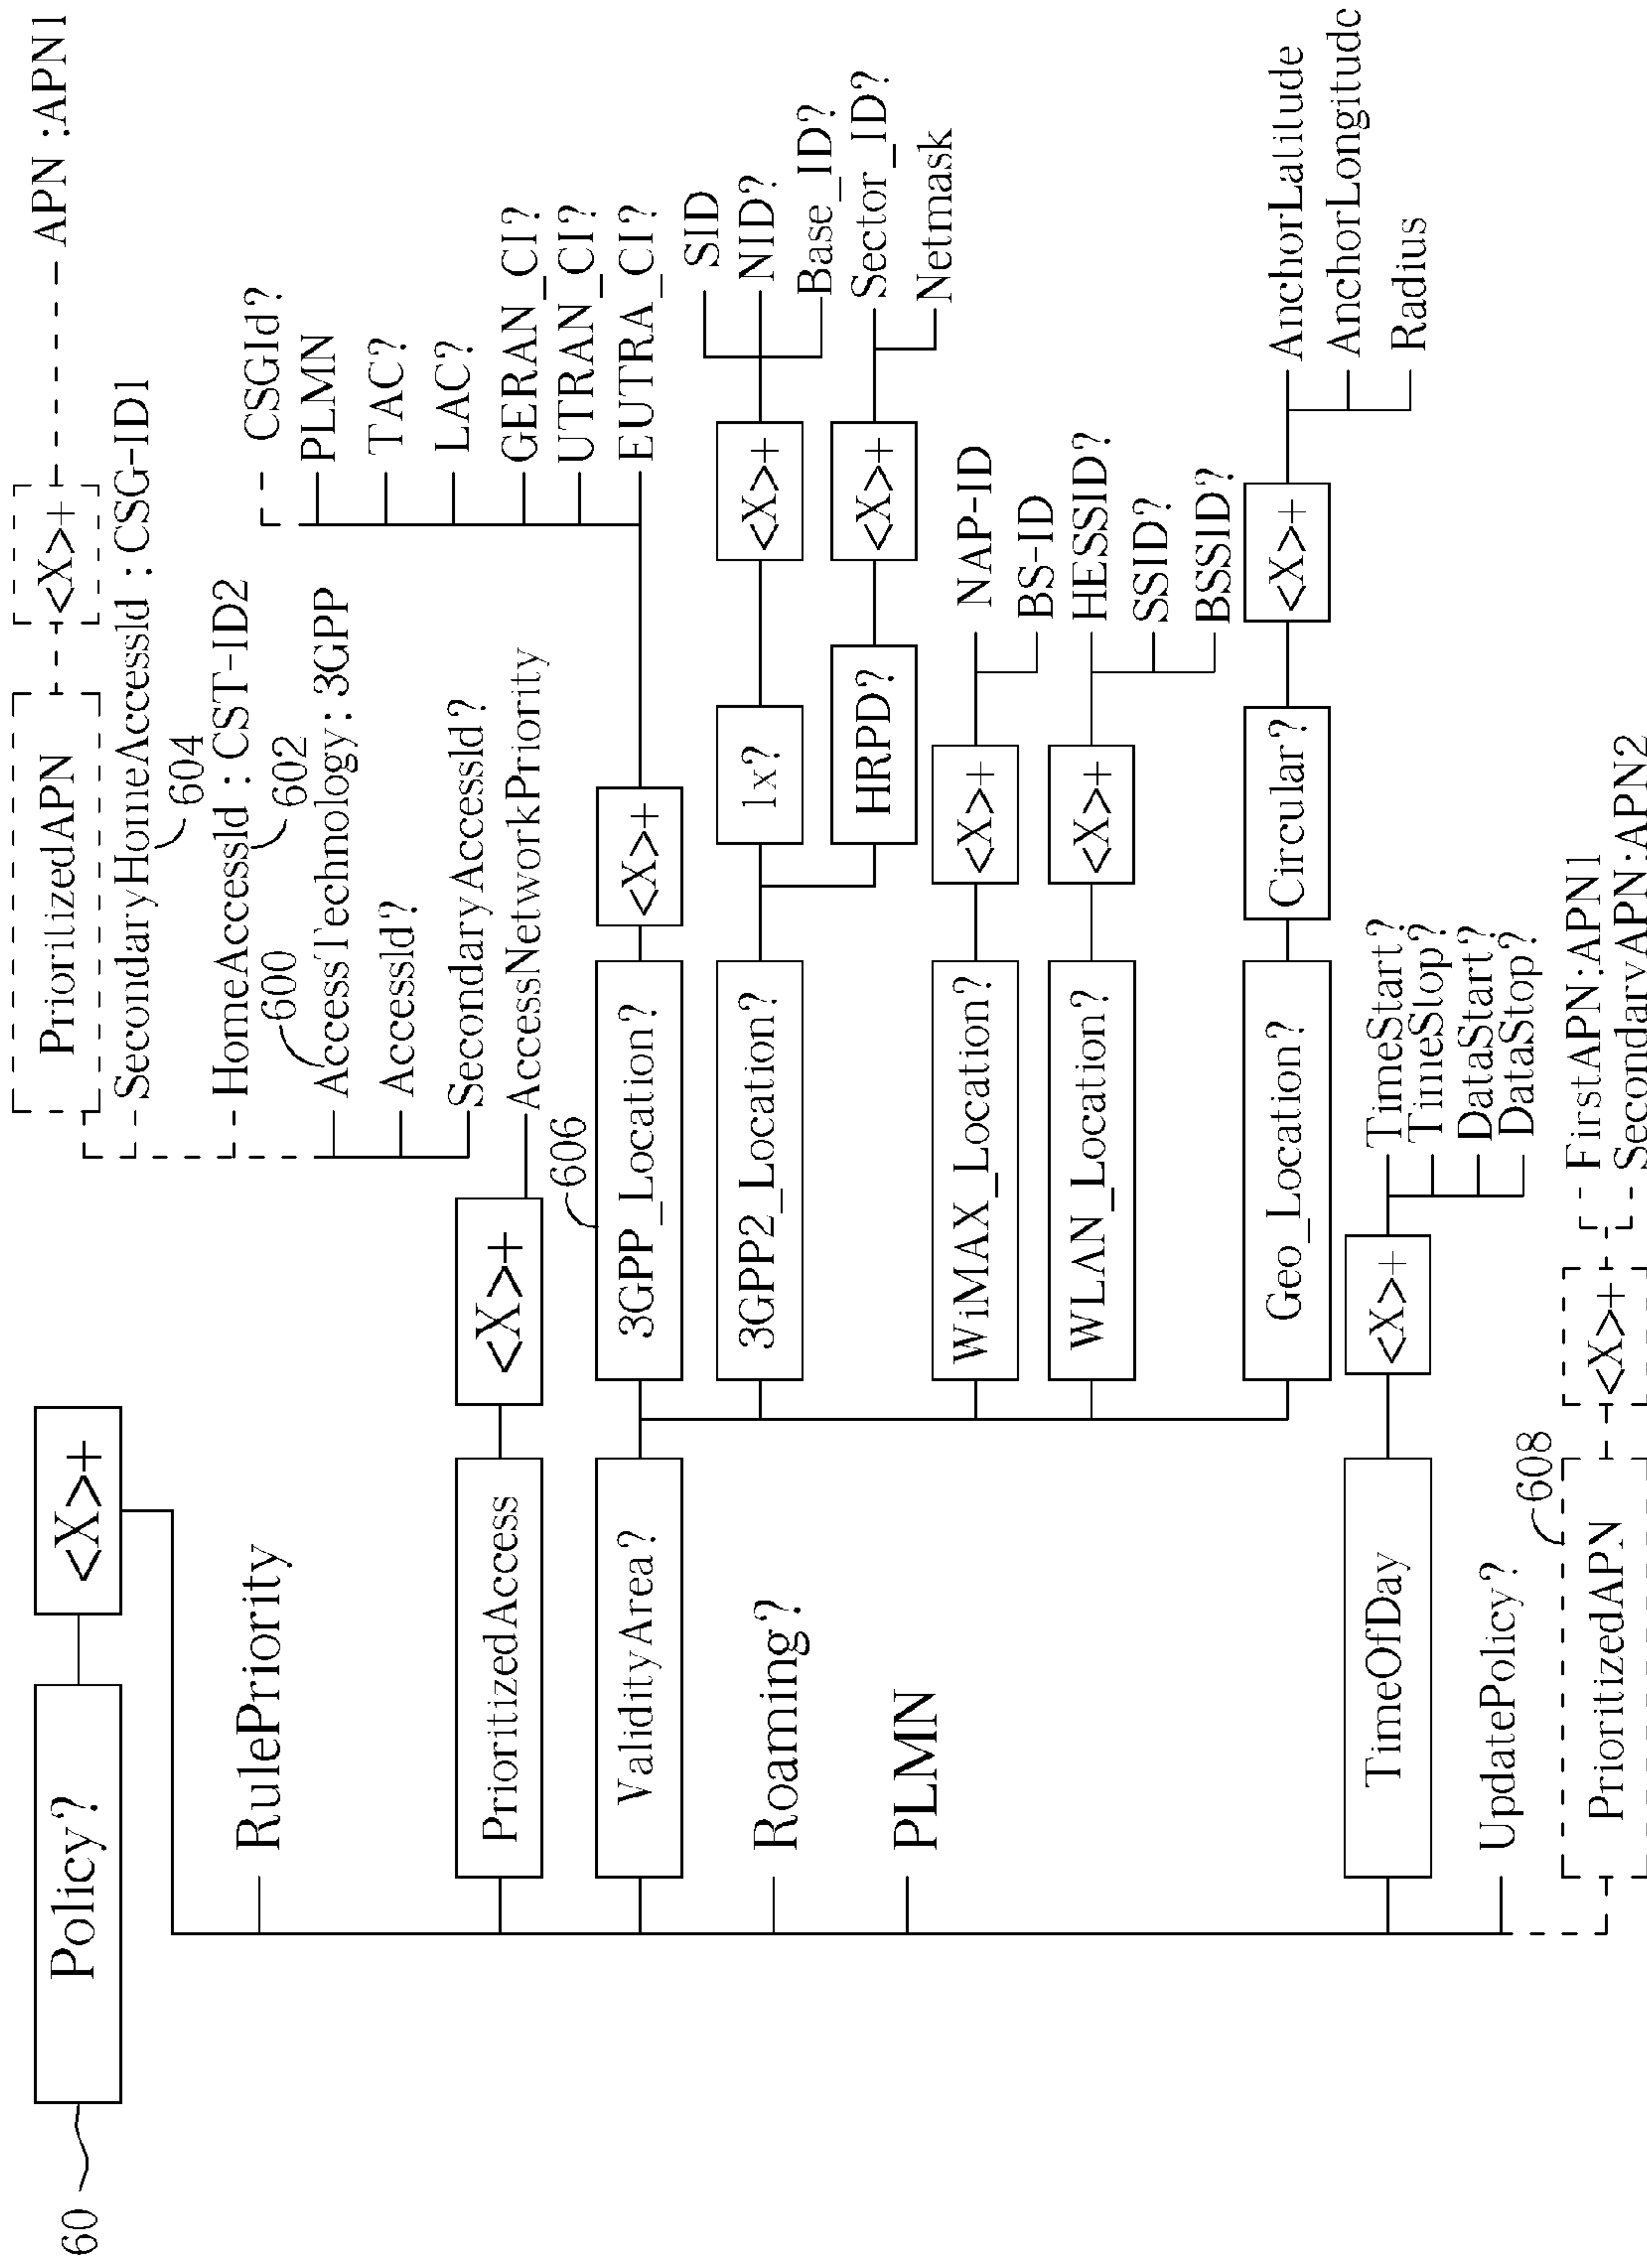 60
Policy?
<X>+
RulePriority
PrioritizedAccess
<X>+
PrioritizedAPN
<X>+
APN :APN1
SecondaryHomeAccessId : CSG-ID1
604
HomeAccessId : CST-ID2
602
600
AccessTechnology: 3GPP
AccessId?
SecondaryAccessId?
AccessNetworkPriority
ValidityArea?
606
3GPP_Location?
<X>+
CSGId?
PLMN
TAC?
LAC?
GERAN_CI?
UTRAN_CI?
EUTRA_CI?
3GPP2_Location?
1x?
<X>+
SID
NID?
Base_ID?
HRPD?
<X>+
Sector_ID?
Netmask
WiMAX_Location?
<X>+
NAP-ID
BS-ID
WLAN_Location?
<X>+
HESSID?
SSID?
BSSID?
Geo_Location?
Circular?
<X>+
AnchorLatitude
AnchorLongitude
Radius
Roaming?
PLMN
TimeOfDay
<X>+
TimeStart?
TimeStop?
DataStart?
DataStop?
UpdatePolicy?
608
PrioritizedAPN
<X>+
FirstAPN:APN1
SecondaryAPN:APN2